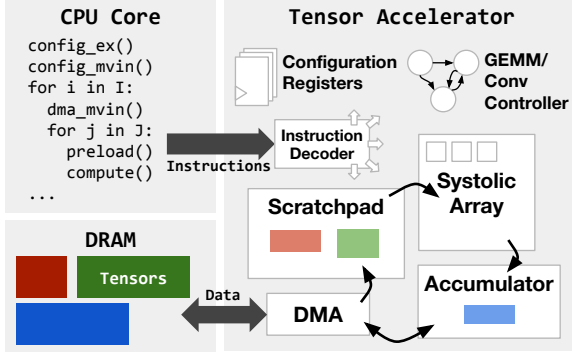 CPU Core
config_ex()
config_mvin()
for i in I:
dma_mvin()
for j in J:
preload()
compute()
...
Instructions
DRAM
Tensors
Data
Tensor Accelerator
Configuration
Registers
GEMM/
Conv
Controller
Instruction
Decoder
Systolic
Array
Scratchpad
Accumulator
DMA